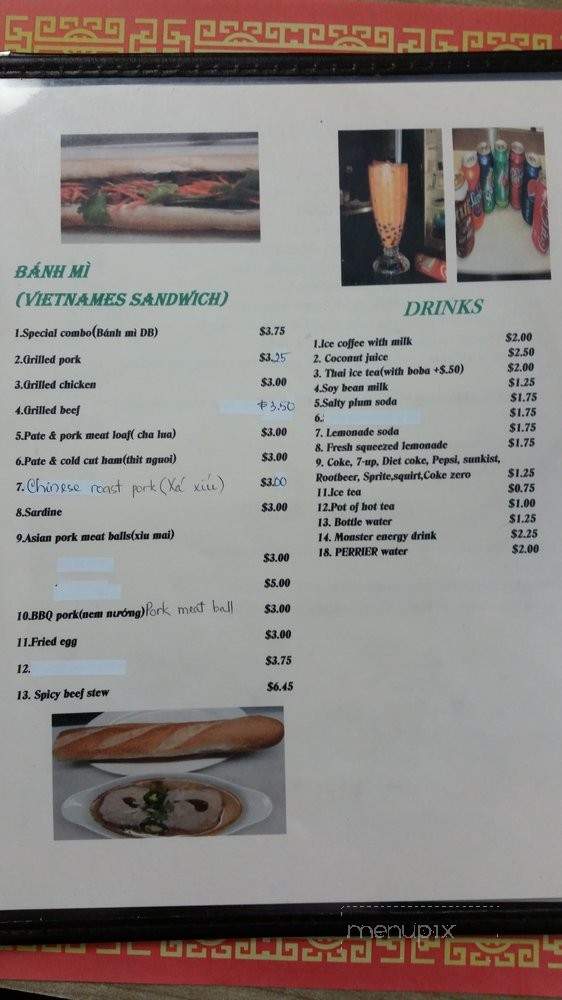 BÁNH MÌ
(VIETNAMES SANDWICH)
1.Special combo(Bánh mì DB) $3.75
2.Grilled pork $3.25
3.Grilled chicken $3.00
4.Grilled beef $3.50
5.Pate & pork meat loaf( cha lua) $3.00
6.Pate & cold cut ham(thit nguoi) $3.00
7. Chinese roast pork (Xá xíu) $3.00
8.Sardine $3.00
9.Asian pork meat balls(xiu mai)
$3.00
$5.00
10.BBQ pork(nem nướng) Pork meat ball $3.00
11.Fried egg $3.00
12. $3.75
13. Spicy beef stew $6.45
DRINKS
1.Ice coffee with milk $2.00
2. Coconut juice $2.50
3. Thai ice tea(with boba +$.50) $2.00
4.Soy bean milk $1.25
5.Salty plum soda $1.75
6. $1.75
7. Lemonade soda $1.75
8. Fresh squeezed lemonade $1.75
9. Coke, 7-up, Diet coke, Pepsi, sunkist,
Rootbeer, Sprite,squirt,Coke zero $1.25
11.Ice tea $0.75
12.Pot of hot tea $1.00
13. Bottle water $1.25
14. Monster energy drink $2.25
18. PERRIER water $2.00
menupix